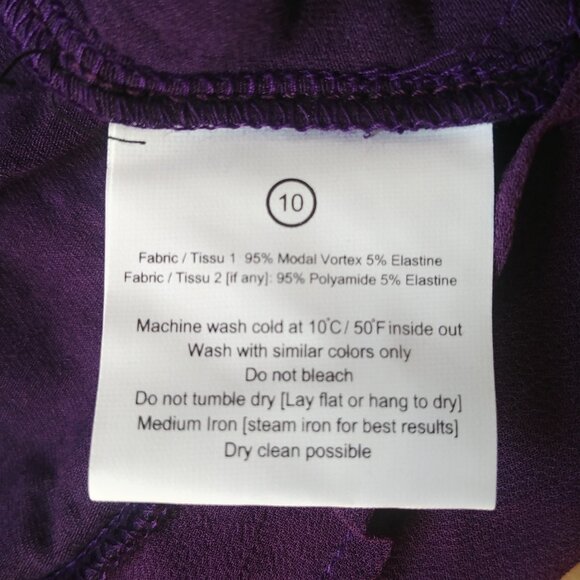 10
Fabric / Tissu 1 95% Modal Vortex 5% Elastine
Fabric / Tissu 2 [if any]: 95% Polyamide 5% Elastine
Machine wash cold at 10°C/ 50°F inside out
Wash with similar colors only
Do not bleach
Do not tumble dry [Lay flat or hang to dry]
Medium Iron [steam iron for best results]
Dry clean possible